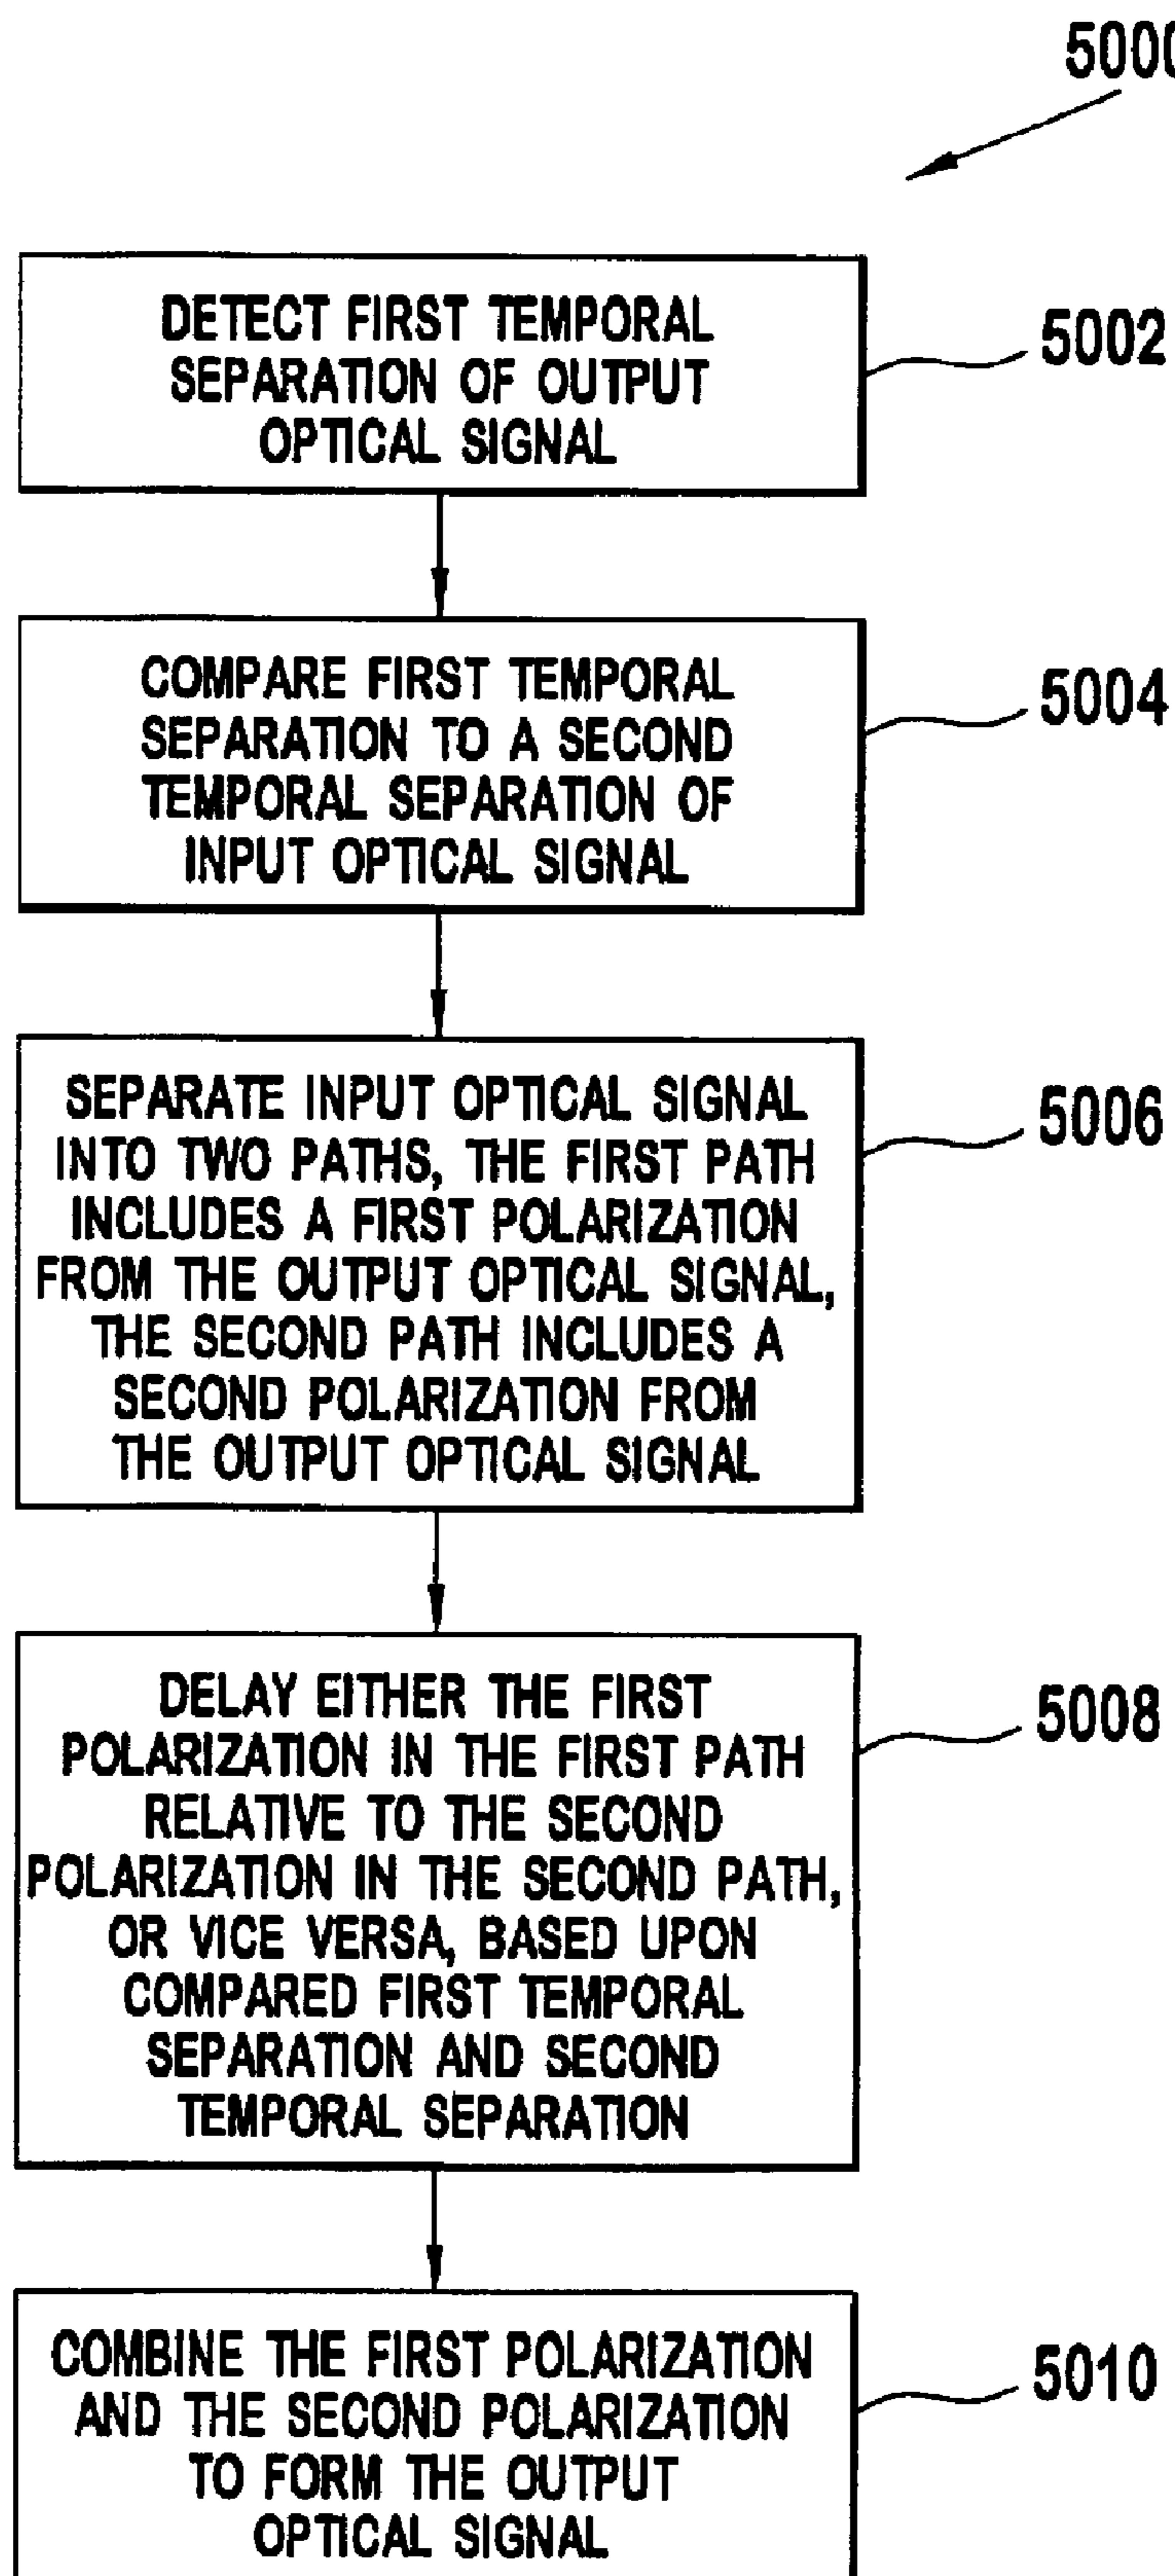 5000
DETECT FIRST TEMPORAL
SEPARATION OF OUTPUT
OPTICAL SIGNAL
5002
COMPARE FIRST TEMPORAL
SEPARATION TO A SECOND
TEMPORAL SEPARATION OF
INPUT OPTICAL SIGNAL
5004
SEPARATE INPUT OPTICAL SIGNAL
INTO TWO PATHS, THE FIRST PATH
INCLUDES A FIRST POLARIZATION
FROM THE OUTPUT OPTICAL SIGNAL,
THE SECOND PATH INCLUDES A
SECOND POLARIZATION FROM
THE OUTPUT OPTICAL SIGNAL
5006
DELAY EITHER THE FIRST
POLARIZATION IN THE FIRST PATH
RELATIVE TO THE SECOND
POLARIZATION IN THE SECOND PATH,
OR VICE VERSA, BASED UPON
COMPARED FIRST TEMPORAL
SEPARATION AND SECOND
TEMPORAL SEPARATION
5008
COMBINE THE FIRST POLARIZATION
AND THE SECOND POLARIZATION
TO FORM THE OUTPUT
OPTICAL SIGNAL
5010